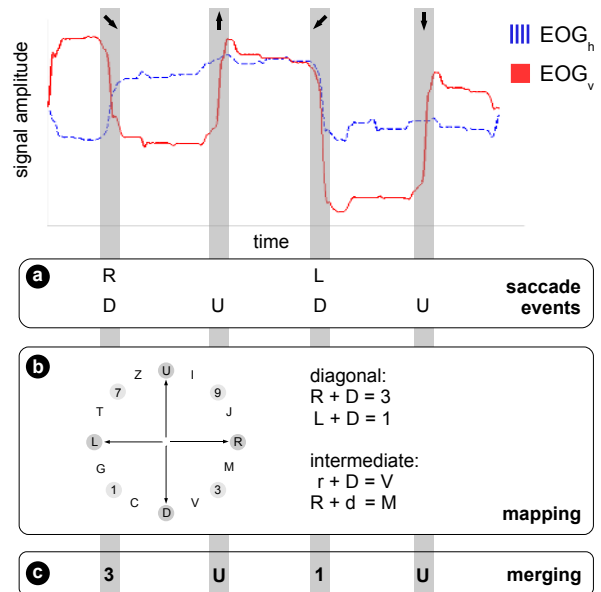 signal amplitude
EOGh
EOGv
time
a
R L
D U D U
saccade
events
b
U
Z I
7 9
T J
L R
G M
1 3
C V
D
diagonal:
R + D = 3
L + D = 1
intermediate:
r + D = V
R + d = M
mapping
c
3 U 1 U
merging